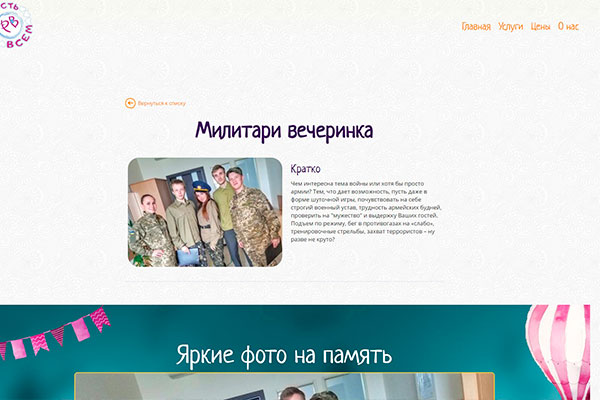 СТЬ
ВСЕМ
Главная Услуги Цены О нас
Вернуться к списку
Милитари вечеринка
Кратко
Чем интересна тема войны или хотя бы просто
армии? Тем, что дает возможность, пусть даже в
форме шуточной игры, почувствовать на себе
строгий военный устав, трудность армейских будней,
проверить на "мужество" и выдержку Ваших гостей.
Подъем по режиму, бег в противогазах на «слабо»,
тренировочные стрельбы, захват террористов – ну
разве не круто?
Яркие фото на память